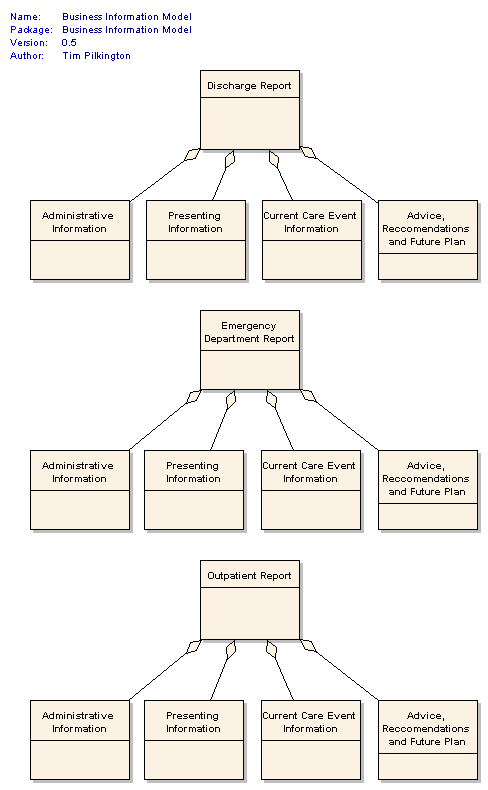 Name: Business Information Model
Package: Business Information Model
Version: 0.5
Author: Tim Pilkington
Discharge Report
Administrative
Information
Presenting
Information
Current Care Event
Information
Advice,
Reccomendations
and Future Plan
Emergency
Department Report
Administrative
Information
Presenting
Information
Current Care Event
Information
Advice,
Reccomendations
and Future Plan
Outpatient Report
Administrative
Information
Presenting
Information
Current Care Event
Information
Advice,
Reccomendations
and Future Plan